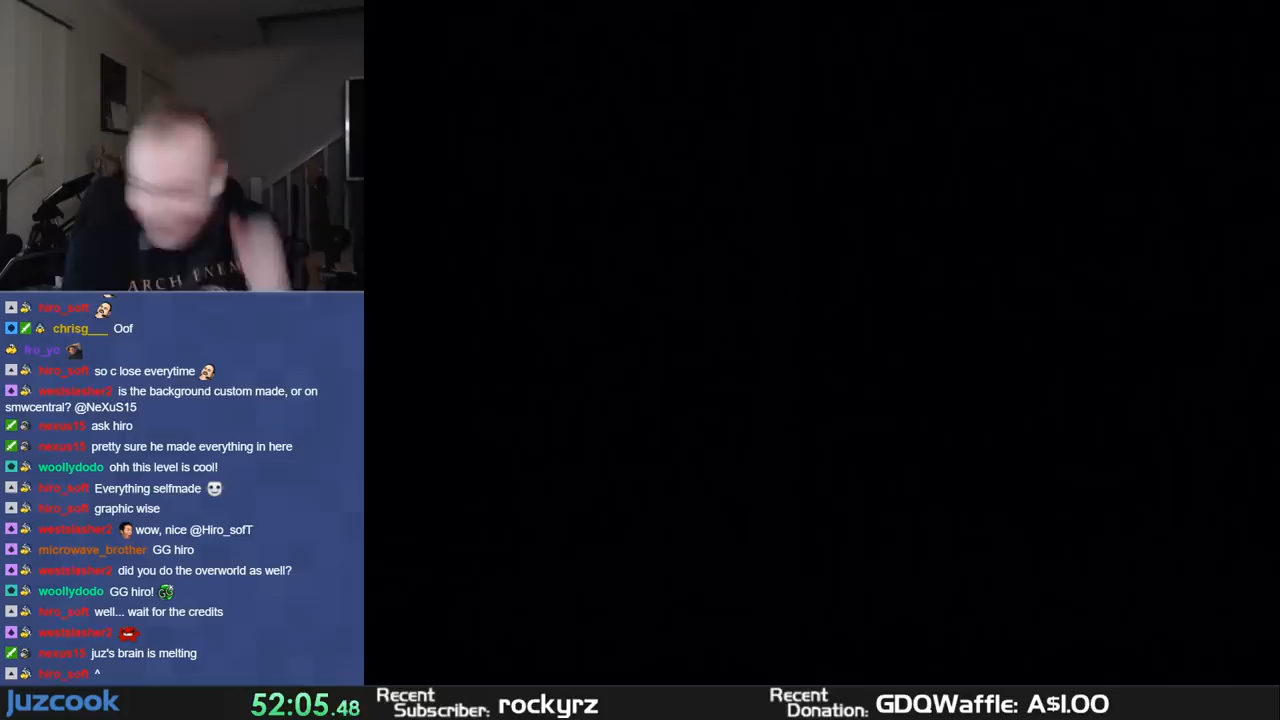 ARCH ENEMY
hiro_soft
chrisg___ Oof
fro_yo
hiro_soft so c lose everytime
westslasher2 is the background custom made, or on
smwcentral? @NeXuS15
nexus15 ask hiro
nexus15 pretty sure he made everything in here
woollydodo ohh this level is cool!
hiro_soft Everything selfmade
hiro_soft graphic wise
westslasher2 wow, nice @Hiro_sofT
microwave_brother GG hiro
westslasher2 did you do the overworld as well?
woollydodo GG hiro!
hiro_soft well... wait for the credits
westslasher2
nexus15 juz's brain is melting
hiro_soft ^
Juzcook 52:05.48 Recent Subscriber: rockyrz Recent Donation: GDQWaffle: A$1.00